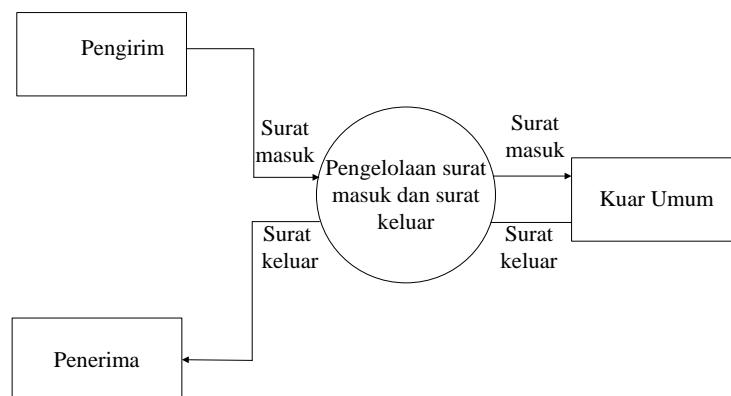 Pengirim
Surat
masuk
Pengelolaan surat
masuk dan surat
keluar
Surat
masuk
Kuar Umum
Surat
keluar
Surat
keluar
Penerima